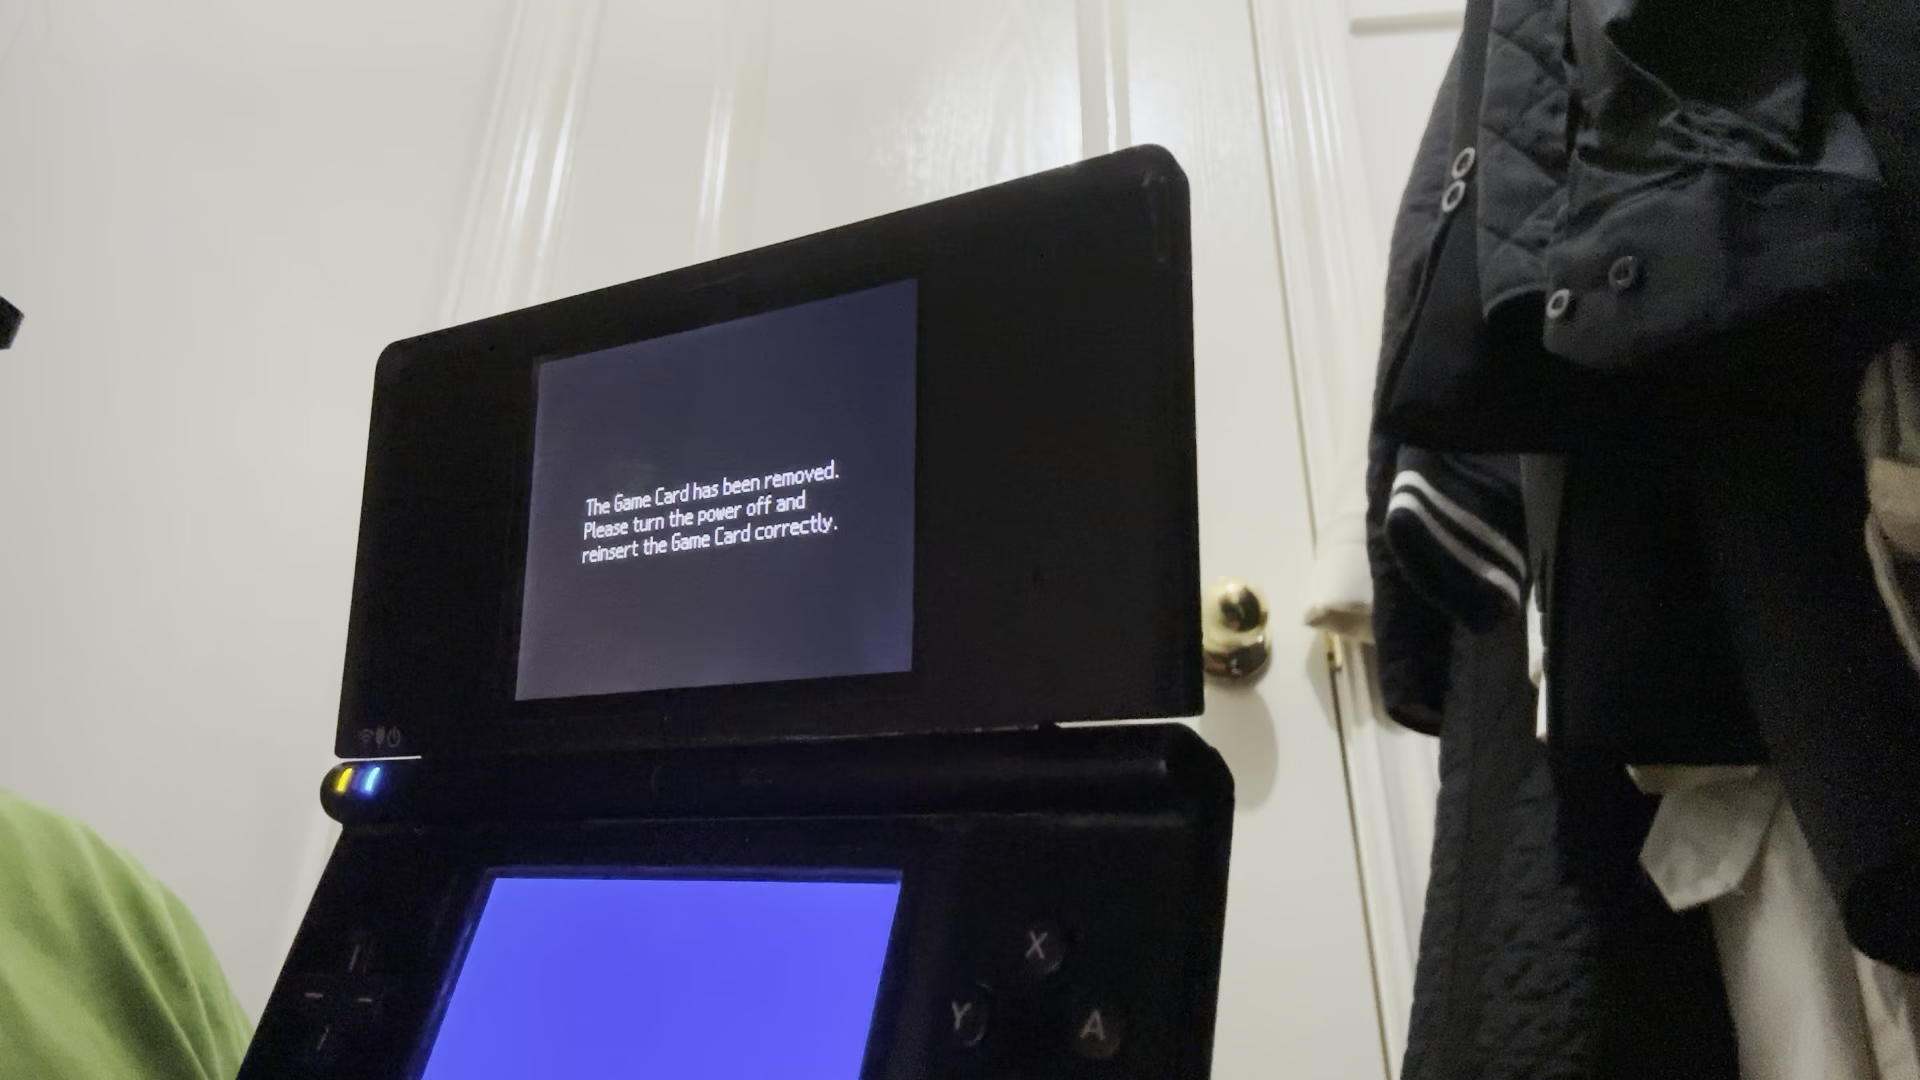 The Game Card has been removed.
Please turn the power off and
reinsert the Game Card correctly.
X
Y
A